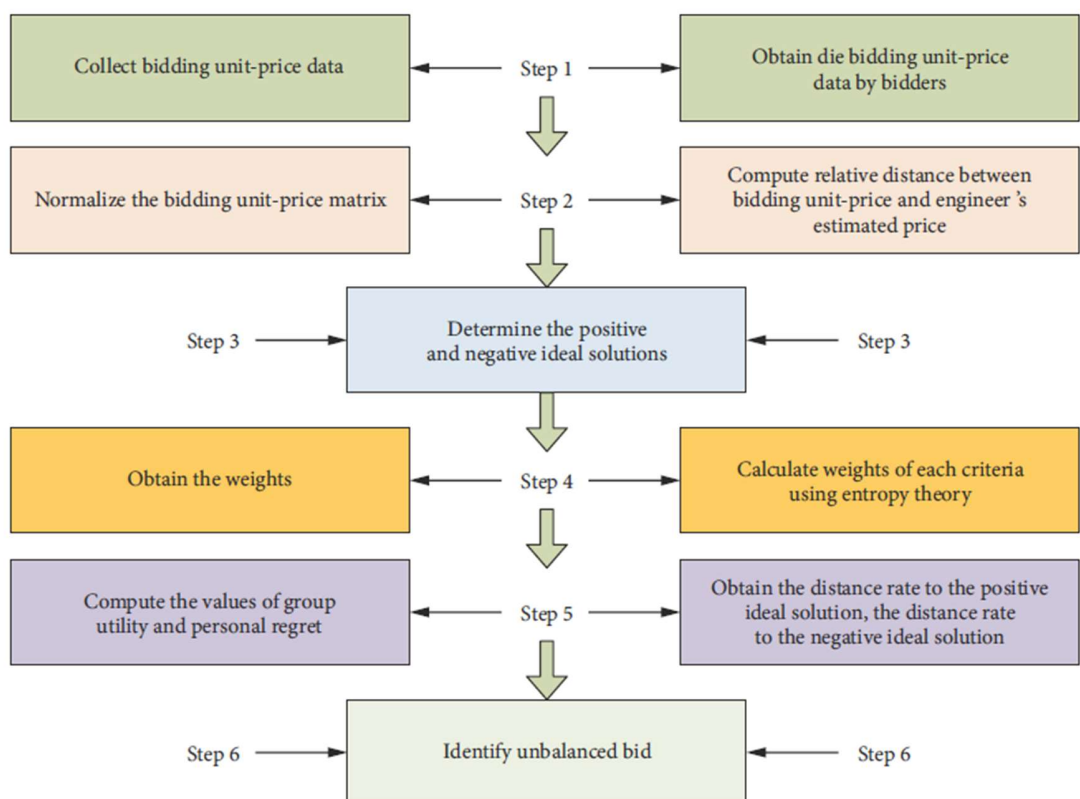 Collect bidding unit-price data
Step 1
Obtain die bidding unit-price
data by bidders
Normalize the bidding unit-price matrix
Step 2
Compute relative distance between
bidding unit-price and engineer's
estimated price
Step 3
Determine the positive
and negative ideal solutions
Step 3
Obtain the weights
Step 4
Calculate weights of each criteria
using entropy theory
Compute the values of group
utility and personal regret
Step 5
Obtain the distance rate to the positive
ideal solution, the distance rate
to the negative ideal solution
Step 6
Identify unbalanced bid
Step 6